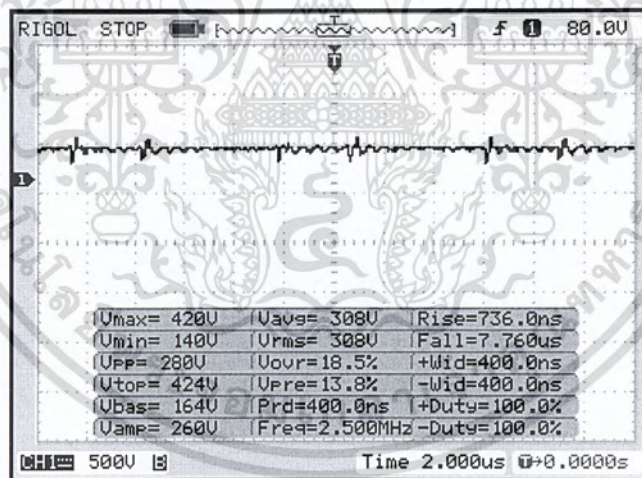 RIGOL STOP T f 1 80.0V
T
1
Vmax= 420V Vavg= 308V Rise=736.0ns
Vmin= 140V Vrms= 308V Fall=7.760us
Vpp= 280V Vovr=18.5% +Wid=400.0ns
Vtop= 424V Vpre=13.8% -Wid=400.0ns
Vbas= 164V Prd=400.0ns +Duty=100.0%
Vamp= 260V Freq=2.500MHz -Duty=100.0%
CH1 500V B Time 2.000us T→0.0000s